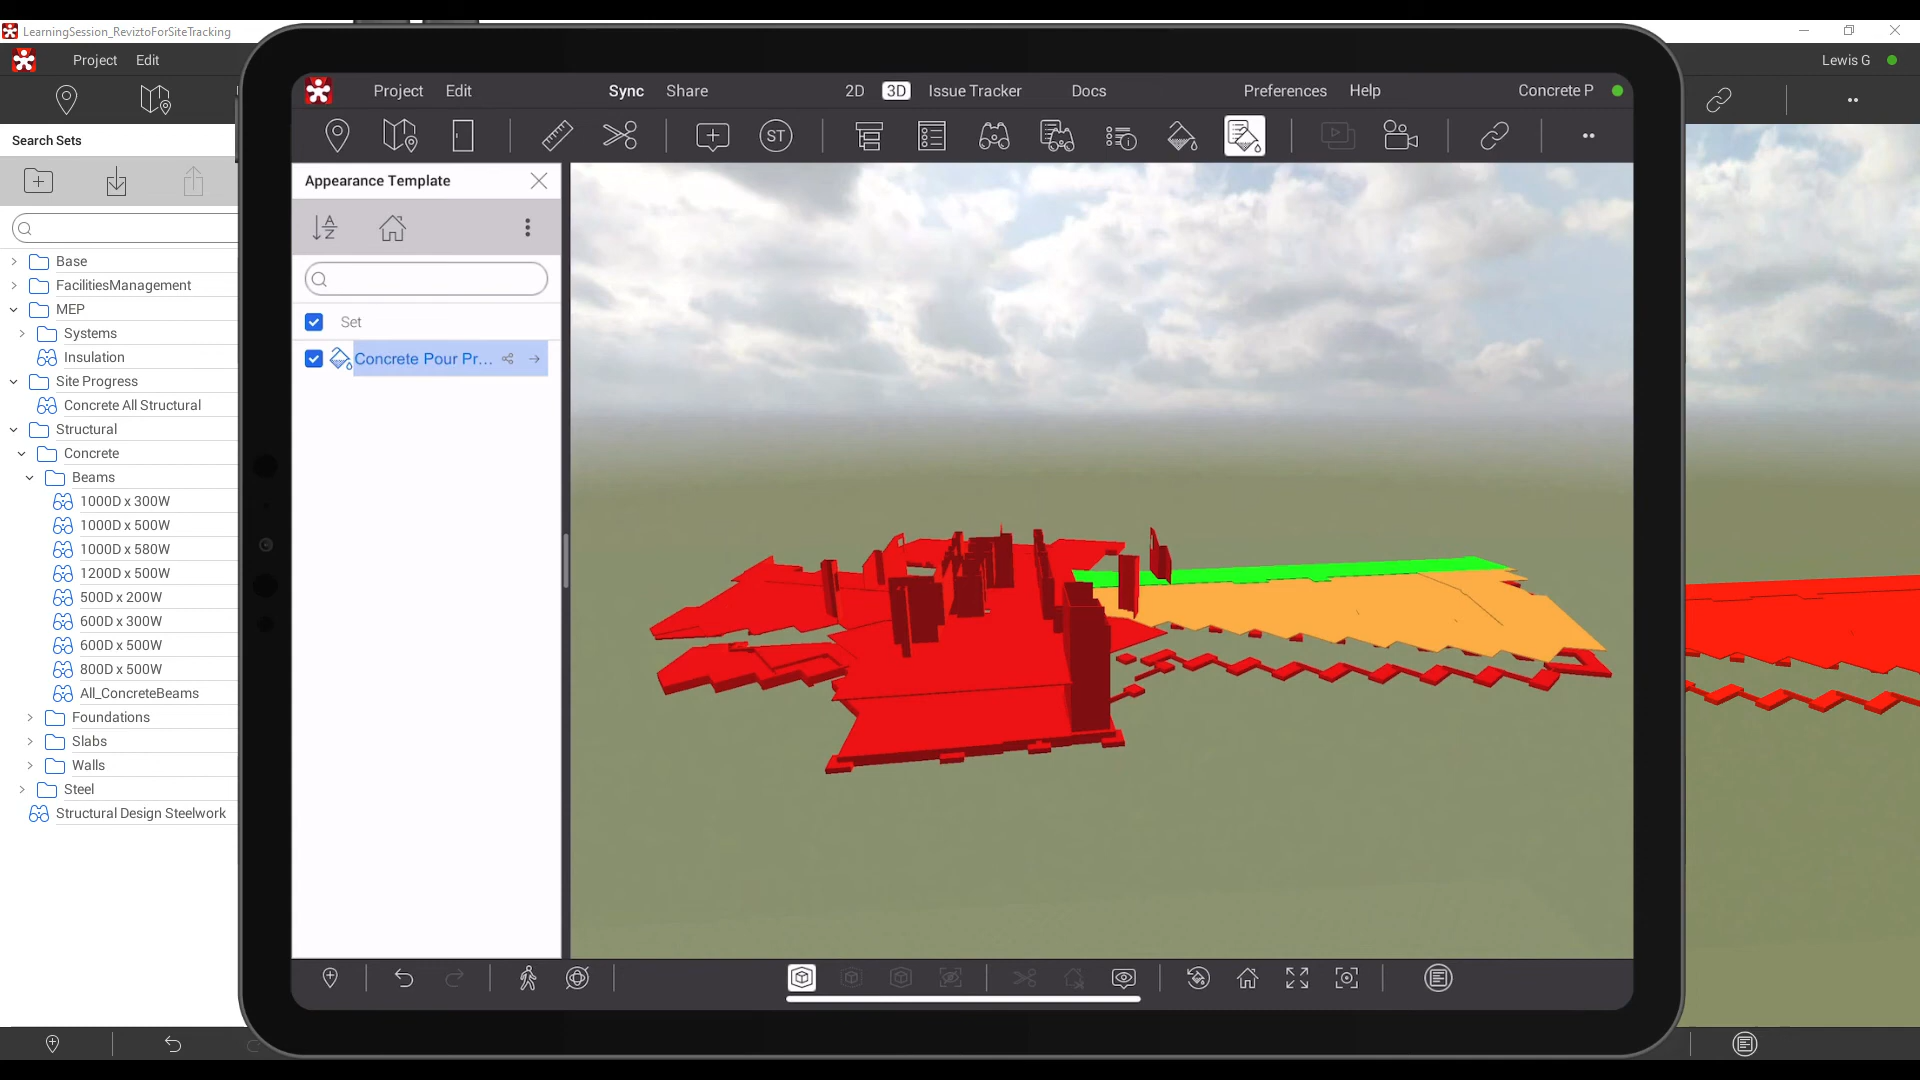 LearningSession_ReviztoForSiteTracking
Project Edit
Lewis G
Search Sets
Base
FacilitiesManagement
MEP
Systems
Insulation
Site Progress
Concrete All Structural
Structural
Concrete
Beams
1000D x 300W
1000D x 500W
1000D x 580W
1200D x 500W
500D x 200W
600D x 300W
600D x 500W
800D x 500W
All_ConcreteBeams
Foundations
Slabs
Walls
Steel
Structural Design Steelwork
Project Edit Sync Share 2D 3D Issue Tracker Docs Preferences Help Concrete P
ST
Appearance Template
A
Z
Set
Concrete Pour Pr...